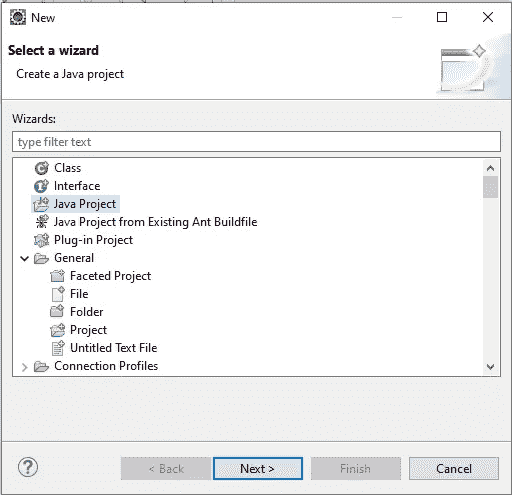 New
Select a wizard
Create a Java project
Wizards:
type filter text
Class
Interface
Java Project
Java Project from Existing Ant Buildfile
Plug-in Project
General
Faceted Project
File
Folder
Project
Untitled Text File
Connection Profiles
? < Back Next > Finish Cancel